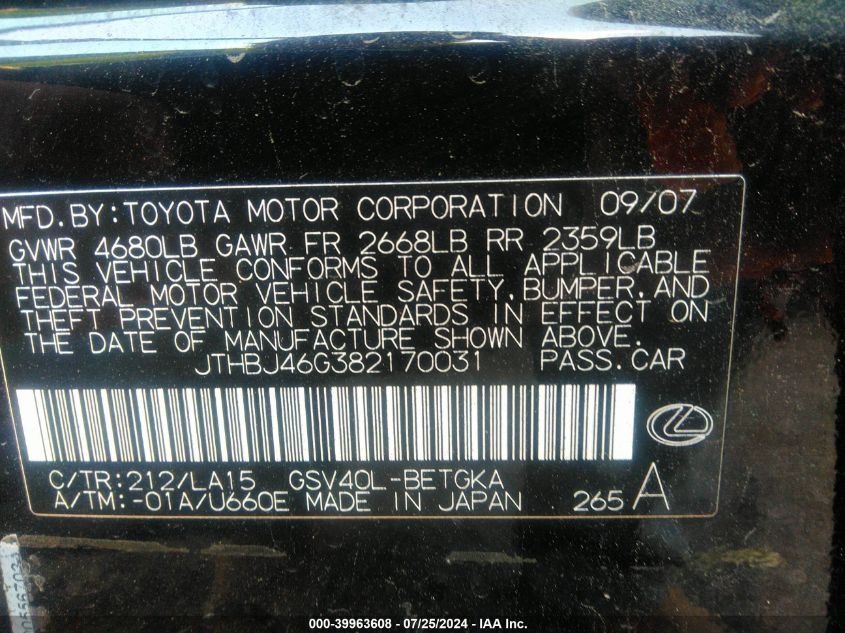 MFD.BY:TOYOTA MOTOR CORPORATION 09/07
GVWR 4680LB GAWR FR 2668LB RR 2359LB
THIS VEHICLE CONFORMS TO ALL APPLICABLE
FEDERAL MOTOR VEHICLE SAFETY,BUMPER,AND
THEFT PREVENTION STANDARDS IN EFFECT ON
THE DATE OF MANUFACTURE SHOWN ABOVE.
JTHBJ46G382170031 PASS.CAR
C/TR:212/LA15 GSV40L-BETGKA
A/TM:-01A/U660E MADE IN JAPAN 265A
000-39963608 - 07/25/2024 - IAA Inc.